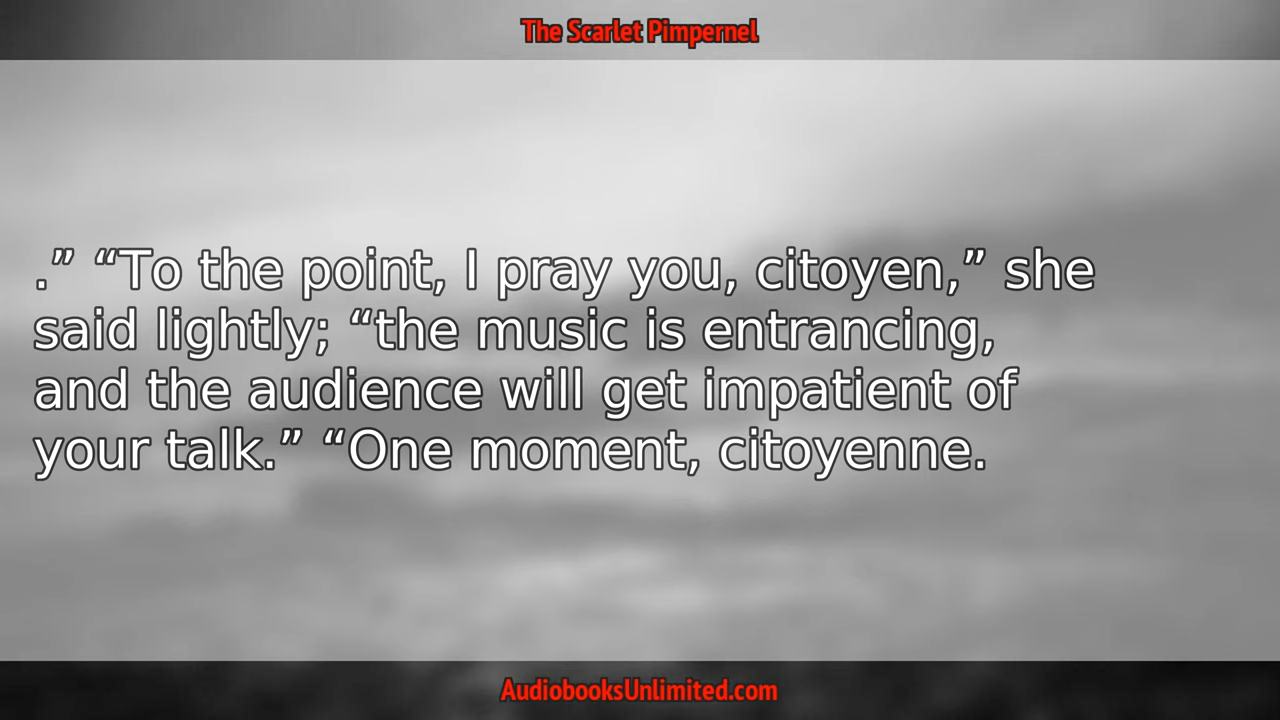 The Scarlet Pimpernel
.” “To the point, I pray you, citoyen,” she
said lightly; “the music is entrancing,
and the audience will get impatient of
your talk.” “One moment, citoyenne.
AudiobooksUnlimited.com